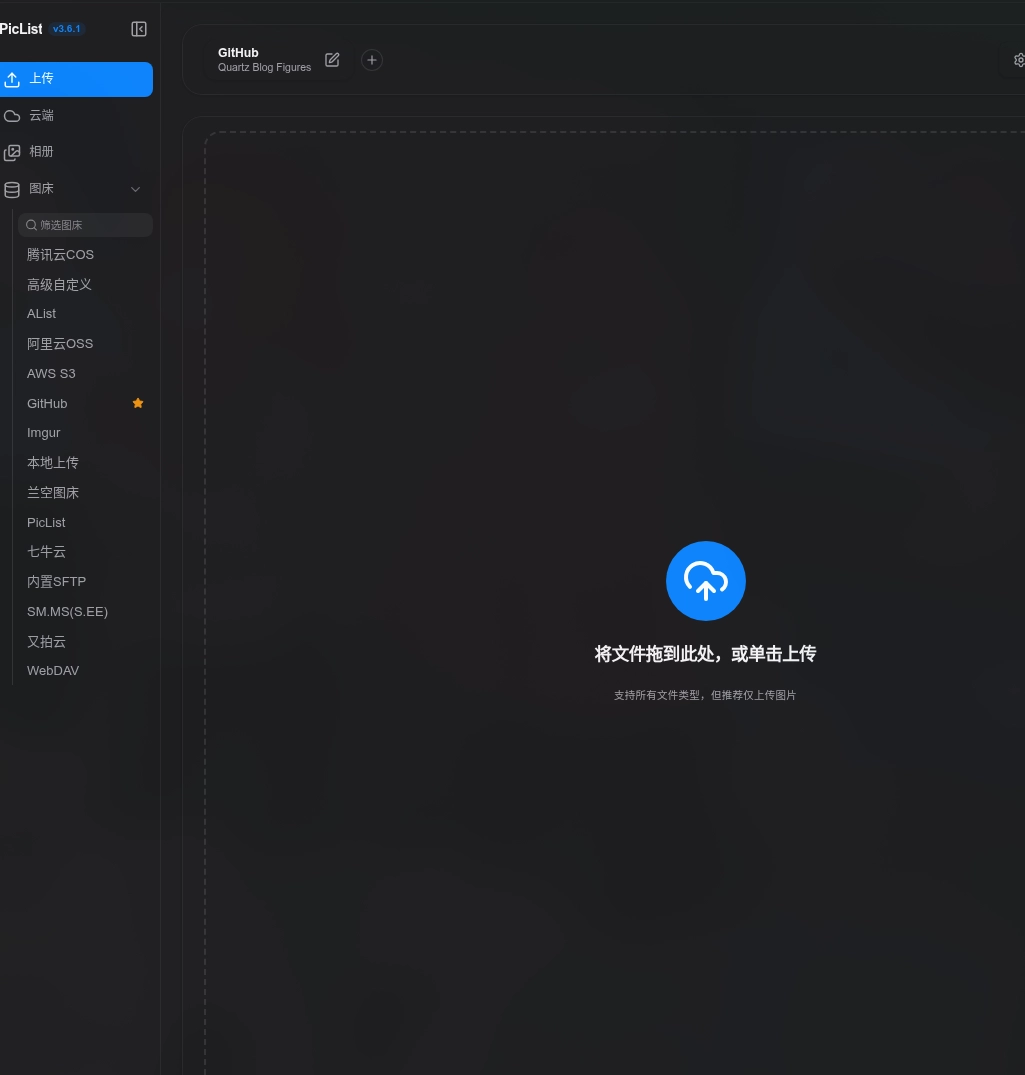 PicList v3.6.1
上传
云端
相册
图床
筛选图床
腾讯云COS
高级自定义
AList
阿里云OSS
AWS S3
GitHub
Imgur
本地上传
兰空图床
PicList
七牛云
内置SFTP
SM.MS(S.EE)
又拍云
WebDAV
GitHub
Quartz Blog Figures
将文件拖到此处，或单击上传
支持所有文件类型，但推荐仅上传图片